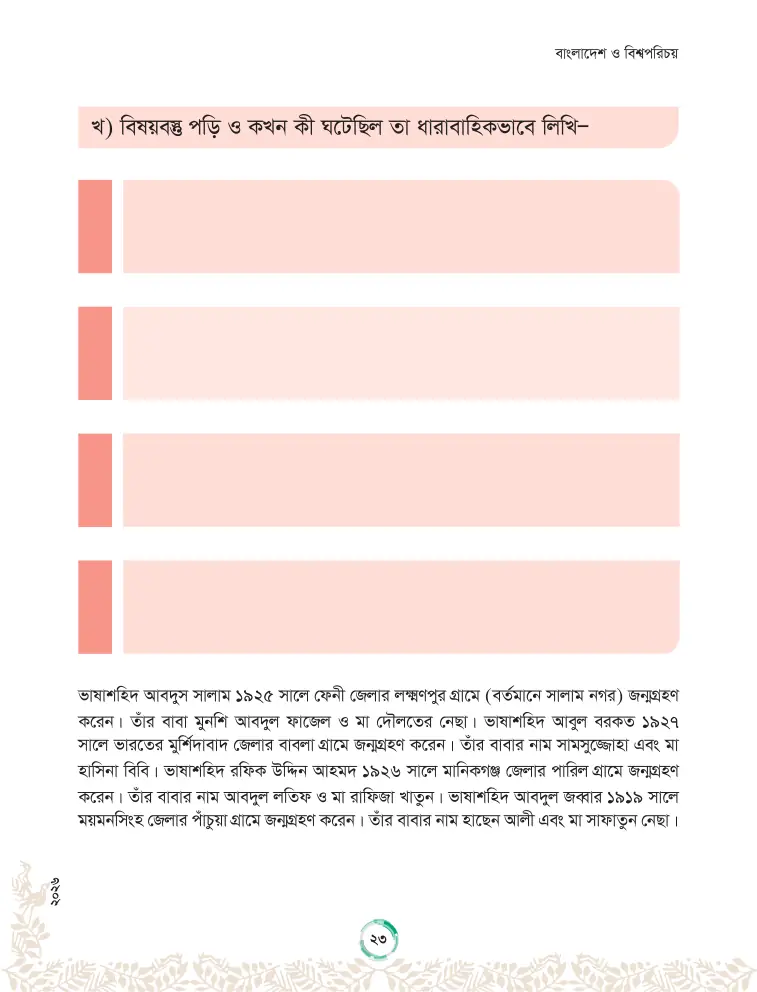 বাংলাদেশ ও বিশ্বপরিচয়
খ) বিষয়বস্তু পড়ি ও কখন কী ঘটেছিল তা ধারাবাহিকভাবে লিখি–
ভাষাশহিদ আবদুস সালাম ১৯২৫ সালে ফেনী জেলার লক্ষ্মণপুর গ্রামে (বর্তমানে সালাম নগর) জন্মগ্রহণ
করেন। তাঁর বাবা মুনশি আবদুল ফাজেল ও মা দৌলতের নেছা। ভাষাশহিদ আবুল বরকত ১৯২৭
সালে ভারতের মুর্শিদাবাদ জেলার বাবলা গ্রামে জন্মগ্রহণ করেন। তাঁর বাবার নাম সামসুজ্জোহা এবং মা
হাসিনা বিবি। ভাষাশহিদ রফিক উদ্দিন আহমদ ১৯২৬ সালে মানিকগঞ্জ জেলার পারিল গ্রামে জন্মগ্রহণ
করেন। তাঁর বাবার নাম আবদুল লতিফ ও মা রাফিজা খাতুন। ভাষাশহিদ আবদুল জব্বার ১৯১৯ সালে
ময়মনসিংহ জেলার পাঁচুয়া গ্রামে জন্মগ্রহণ করেন। তাঁর বাবার নাম হাছেন আলী এবং মা সাফাতুন নেছা।
২০২৬
২৩